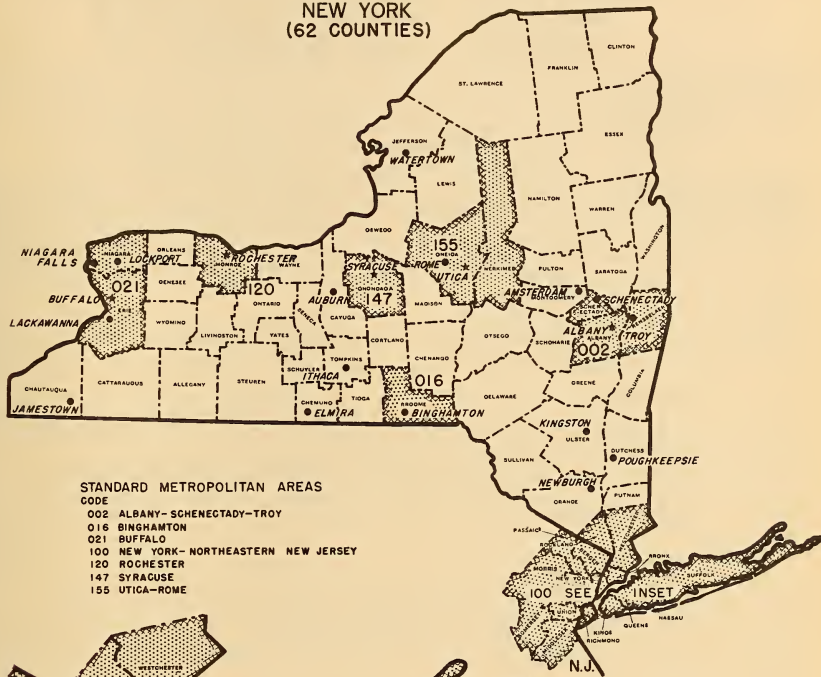 NEW YORK
(62 COUNTIES)
CLINTON
FRANKLIN
ST. LAWRENCE
ESSEX
JEFFERSON
WATERTOWN
LEWIS
HAMILTON
WARREN
WASHINGTON
OSWEGO
155
ONEIDA
ROME
UTICA
HERKIMER
FULTON
SARATOGA
NIAGARA
FALLS
NIAGARA
LOCKPORT
ORLEANS
ROCHESTER
MONROE
WAYNE
SYRACUSE
ONONDAGA
147
MADISON
AMSTERDAM
MONTGOMERY
SCHEN-
ECTADY
SCHENECTADY
021
GENESEE
120
ONTARIO
BUFFALO
ERIE
AUBURN
CAYUGA
SENECA
LACKAWANNA
WYOMING
LIVINGSTON
YATES
CORTLAND
CHENANGO
OTSEGO
SCHOHARIE
ALBANY
ALBANY
002
TROY
TOMPKINS
SCHUYLER
ITHACA
016
CHAUTAUQUA
CATTARAUGUS
ALLEGANY
STEUBEN
CHEMUNG
TIOGA
BROOME
DELAWARE
GREENE
COLUMBIA
JAMESTOWN
ELMIRA
BINGHAMTON
KINGSTON
ULSTER
SULLIVAN
DUTCHESS
POUGHKEEPSIE
NEWBURGH
ORANGE
PUTNAM
STANDARD METROPOLITAN AREAS
CODE
002 ALBANY-SCHENECTADY-TROY
016 BINGHAMTON
021 BUFFALO
100 NEW YORK-NORTHEASTERN NEW JERSEY
120 ROCHESTER
147 SYRACUSE
155 UTICA-ROME
PASSAIC
ROCKLAND
MORRIS
NEW YORK
BRONX
SUFFOLK
100 SEE INSET
UNION
NASSAU
QUEENS
KINGS
RICHMOND
N.J.
WESTCHESTER